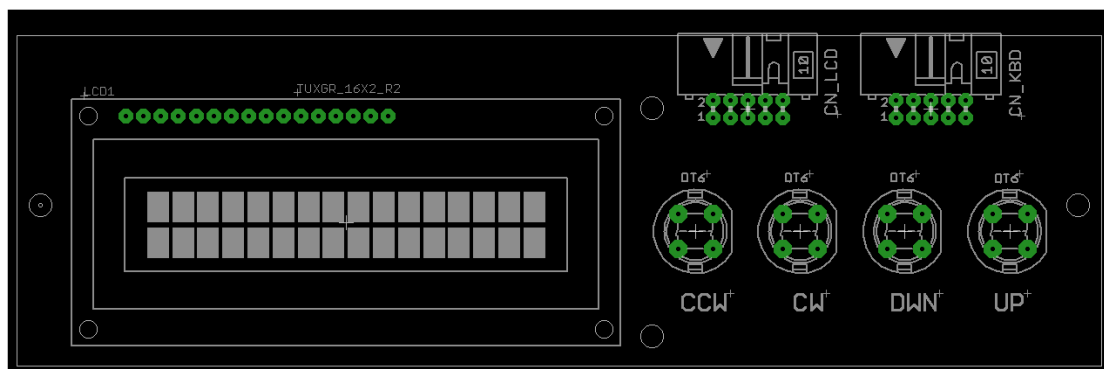 LCD1
TUXGR_16X2_R2
10
CN_LCD
2
1
10
CN_KBD
2
1
DT6
DT6
DT6
DT6
CCW
CW
DWN
UP